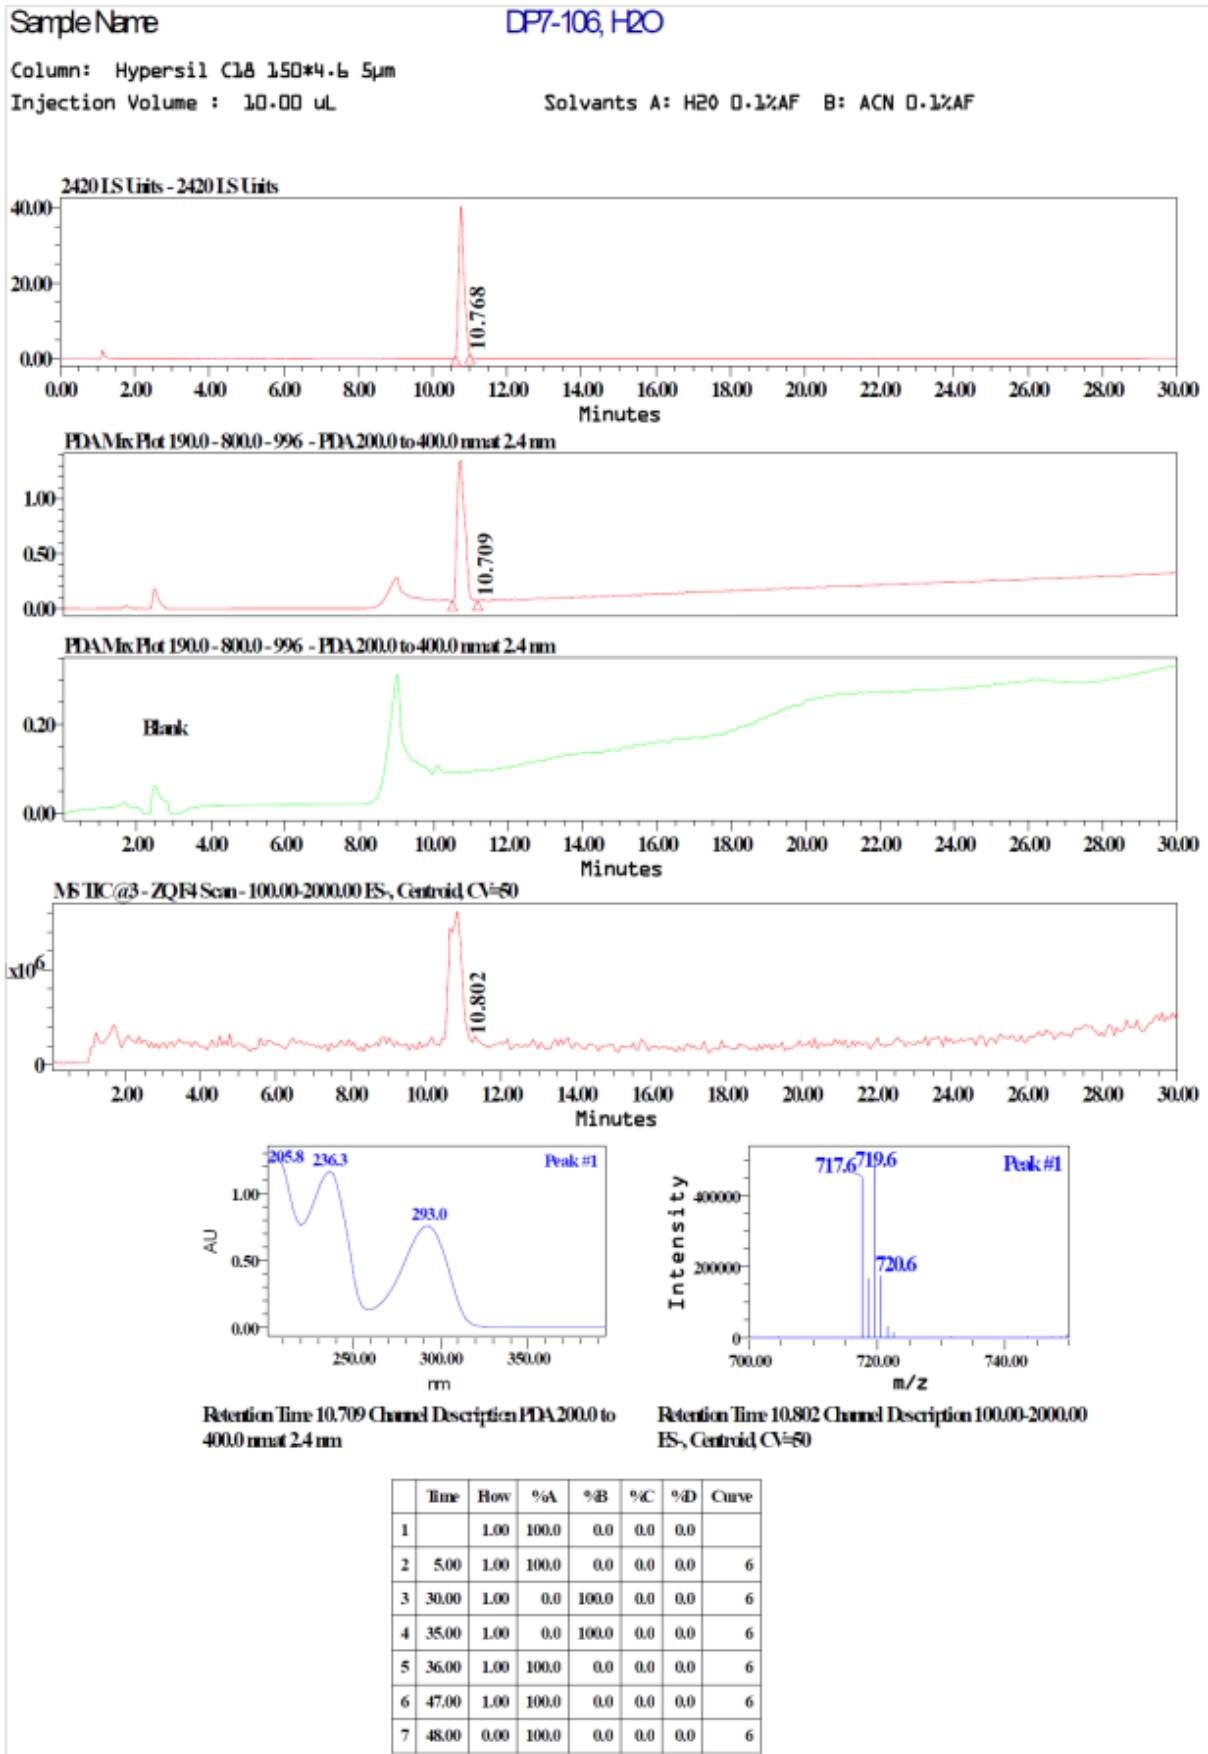 Sample Name DP7-106, H2O
Column: Hypersil C18 150*4.6 5µm
Injection Volume : 10.00 uL Solvants A: H2O 0.1%AF B: ACN 0.1%AF
2420 LS Units - 2420 LS Units
40.00
20.00
0.00
10.768
0.00 2.00 4.00 6.00 8.00 10.00 12.00 14.00 16.00 18.00 20.00 22.00 24.00 26.00 28.00 30.00
Minutes
PDA Max Plot 190.0 - 800.0 - 996 - PDA 200.0 to 400.0 nm at 2.4 nm
1.00
0.50
0.00
10.709
PDA Max Plot 190.0 - 800.0 - 996 - PDA 200.0 to 400.0 nm at 2.4 nm
0.20
0.00
Blank
2.00 4.00 6.00 8.00 10.00 12.00 14.00 16.00 18.00 20.00 22.00 24.00 26.00 28.00 30.00
Minutes
MS TIC @3 - ZQ F4 Scan - 100.00-2000.00 ES-, Centroid, CV=50
x10⁶
0
10.802
2.00 4.00 6.00 8.00 10.00 12.00 14.00 16.00 18.00 20.00 22.00 24.00 26.00 28.00 30.00
Minutes
205.8 236.3 Peak #1
293.0
AU
1.00
0.50
0.00
250.00 300.00 350.00
nm
717.6 719.6 Peak #1
720.6
Intensity
400000
200000
0
700.00 720.00 740.00
m/z
Retention Time 10.709 Channel Description PDA 200.0 to
400.0 nm at 2.4 nm
Retention Time 10.802 Channel Description 100.00-2000.00
ES-, Centroid, CV=50
Time Flow %A %B %C %D Curve
1 1.00 100.0 0.0 0.0 0.0
2 5.00 1.00 100.0 0.0 0.0 0.0 6
3 30.00 1.00 0.0 100.0 0.0 0.0 6
4 35.00 1.00 0.0 100.0 0.0 0.0 6
5 36.00 1.00 100.0 0.0 0.0 0.0 6
6 47.00 1.00 100.0 0.0 0.0 0.0 6
7 48.00 0.00 100.0 0.0 0.0 0.0 6